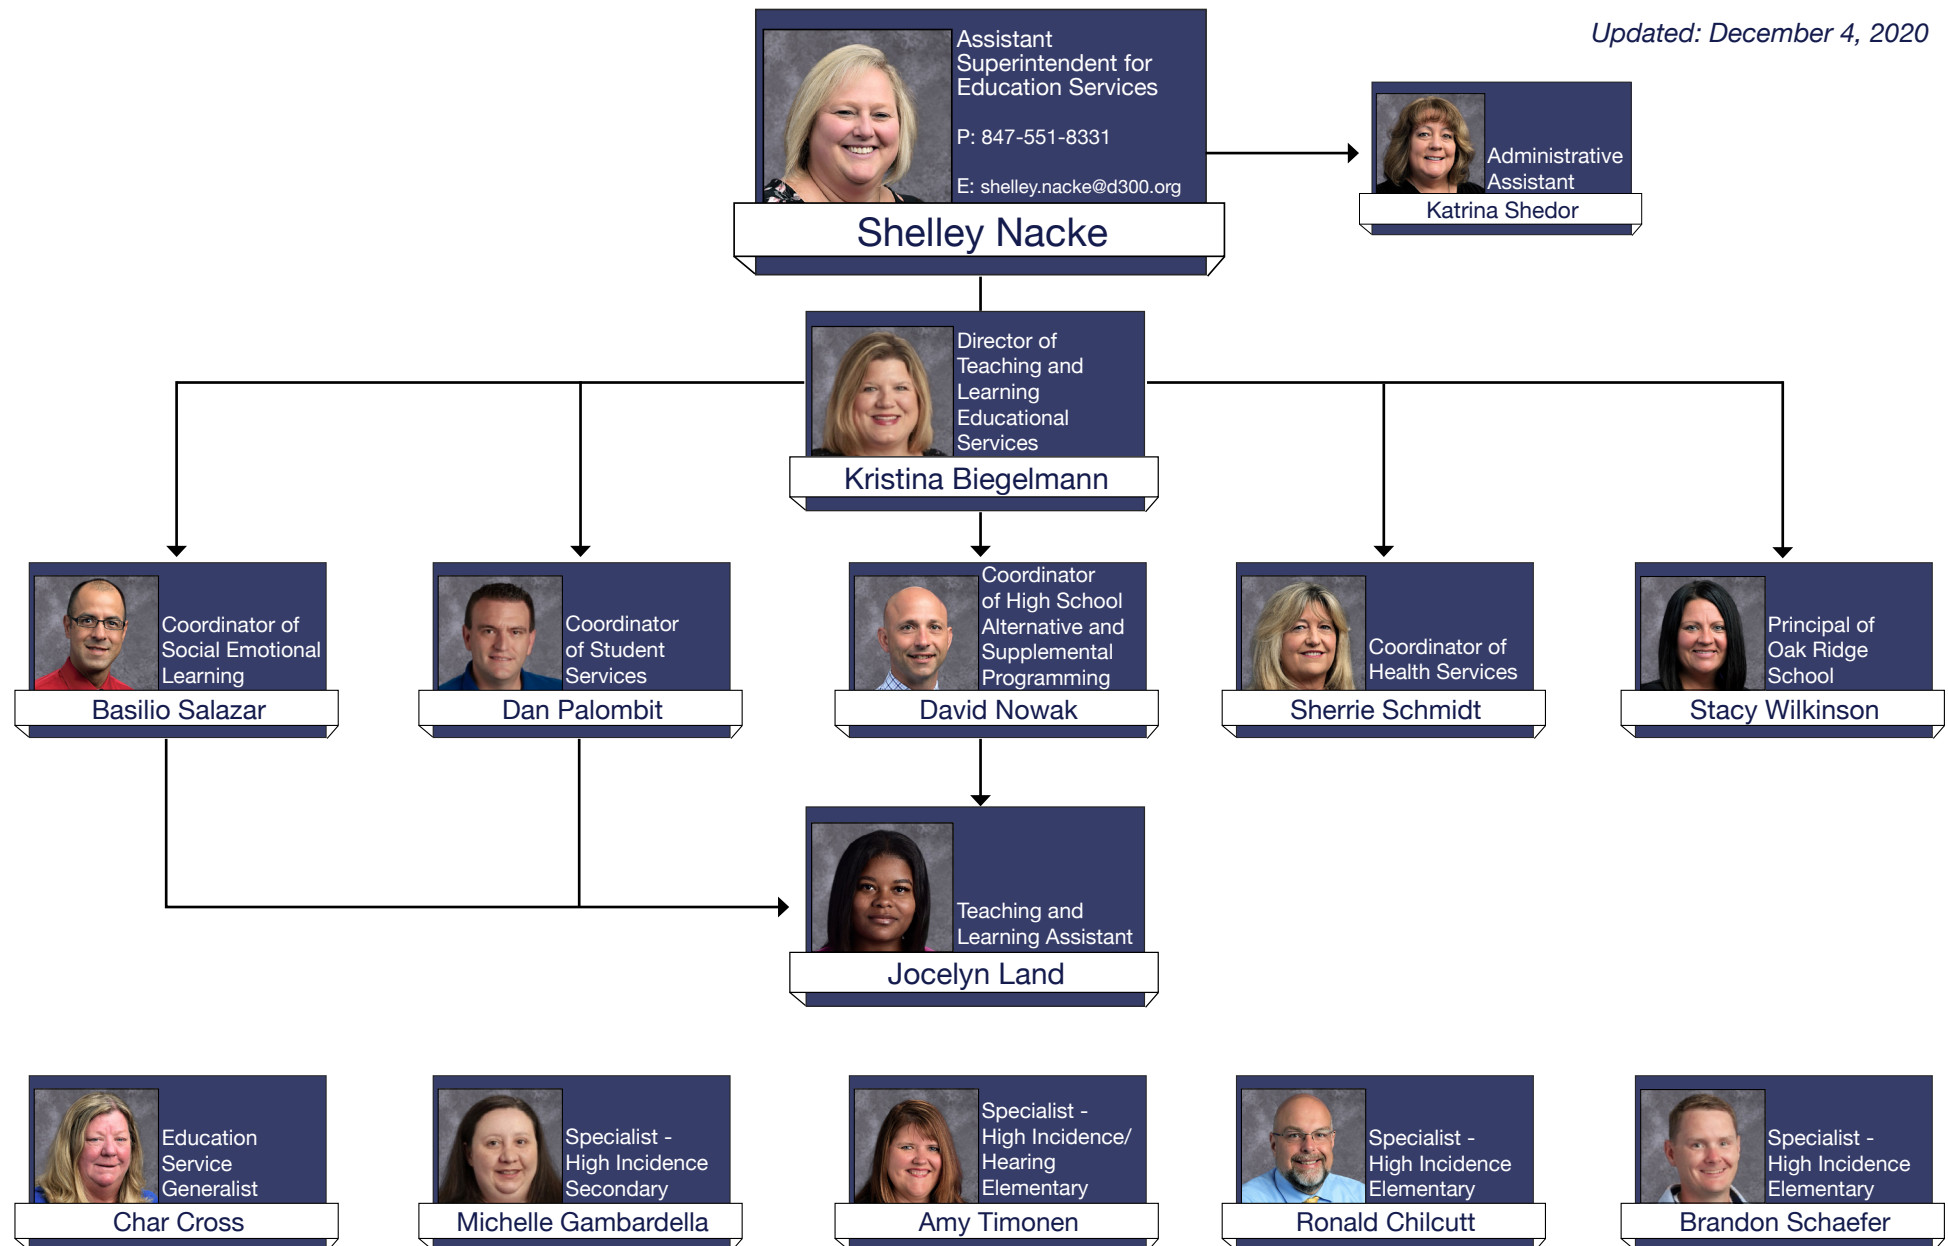 Updated: December 4, 2020
Assistant
Superintendent for
Education Services
P: 847-551-8331
E: shelley.nacke@d300.org
Shelley Nacke
Administrative
Assistant
Katrina Shedor
Director of
Teaching and
Learning
Educational
Services
Kristina Biegelmann
Coordinator of
Social Emotional
Learning
Basilio Salazar
Coordinator
of Student
Services
Dan Palombit
Coordinator
of High School
Alternative and
Supplemental
Programming
David Nowak
Coordinator of
Health Services
Sherrie Schmidt
Principal of
Oak Ridge
School
Stacy Wilkinson
Teaching and
Learning Assistant
Jocelyn Land
Education
Service
Generalist
Char Cross
Specialist -
High Incidence
Secondary
Michelle Gambardella
Specialist -
High Incidence/
Hearing
Elementary
Amy Timonen
Specialist -
High Incidence
Elementary
Ronald Chilcutt
Specialist -
High Incidence
Elementary
Brandon Schaefer